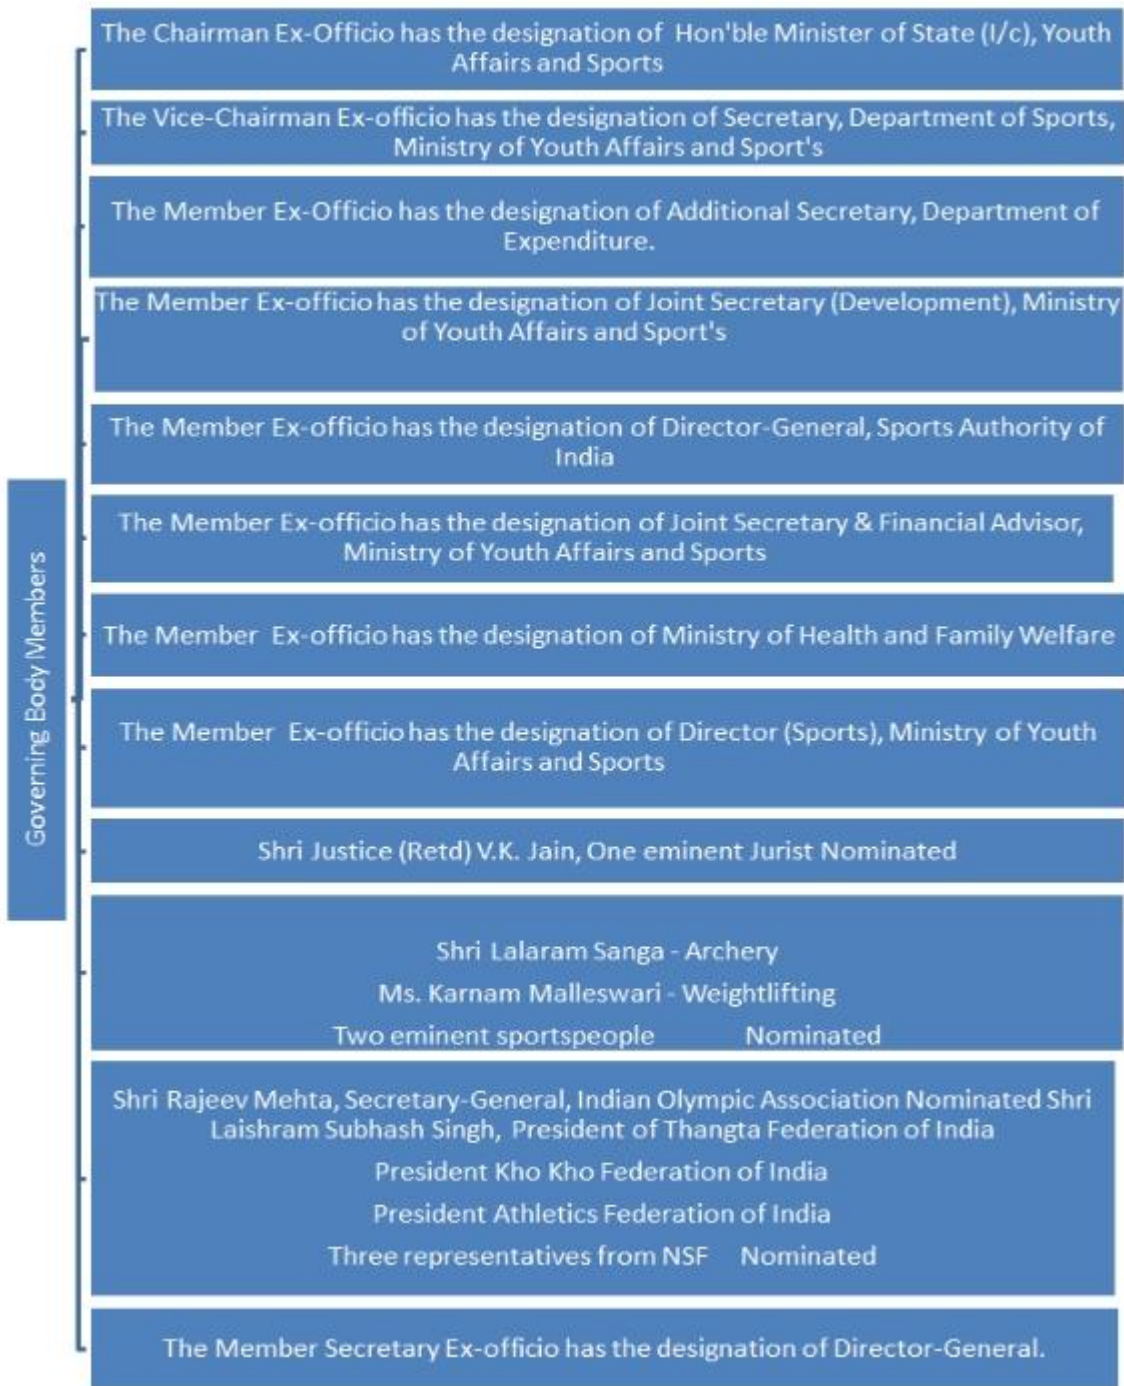 The Chairman Ex-Officio has the designation of Hon'ble Minister of State (I/c), Youth
Affairs and Sports
The Vice-Chairman Ex-officio has the designation of Secretary, Department of Sports,
Ministry of Youth Affairs and Sport's
The Member Ex-Officio has the designation of Additional Secretary, Department of
Expenditure.
The Member Ex-officio has the designation of Joint Secretary (Development), Ministry
of Youth Affairs and Sport's
The Member Ex-officio has the designation of Director-General, Sports Authority of
India
The Member Ex-officio has the designation of Joint Secretary & Financial Advisor,
Ministry of Youth Affairs and Sports
Governing Body Members
The Member Ex-officio has the designation of Ministry of Health and Family Welfare
The Member Ex-officio has the designation of Director (Sports), Ministry of Youth
Affairs and Sports
Shri Justice (Retd) V.K. Jain, One eminent Jurist Nominated
Shri Lalaram Sanga - Archery
Ms. Karnam Malleswari - Weightlifting
Two eminent sportspeople Nominated
Shri Rajeev Mehta, Secretary-General, Indian Olympic Association Nominated Shri
Laishram Subhash Singh, President of Thangta Federation of India
President Kho Kho Federation of India
President Athletics Federation of India
Three representatives from NSF Nominated
The Member Secretary Ex-officio has the designation of Director-General.